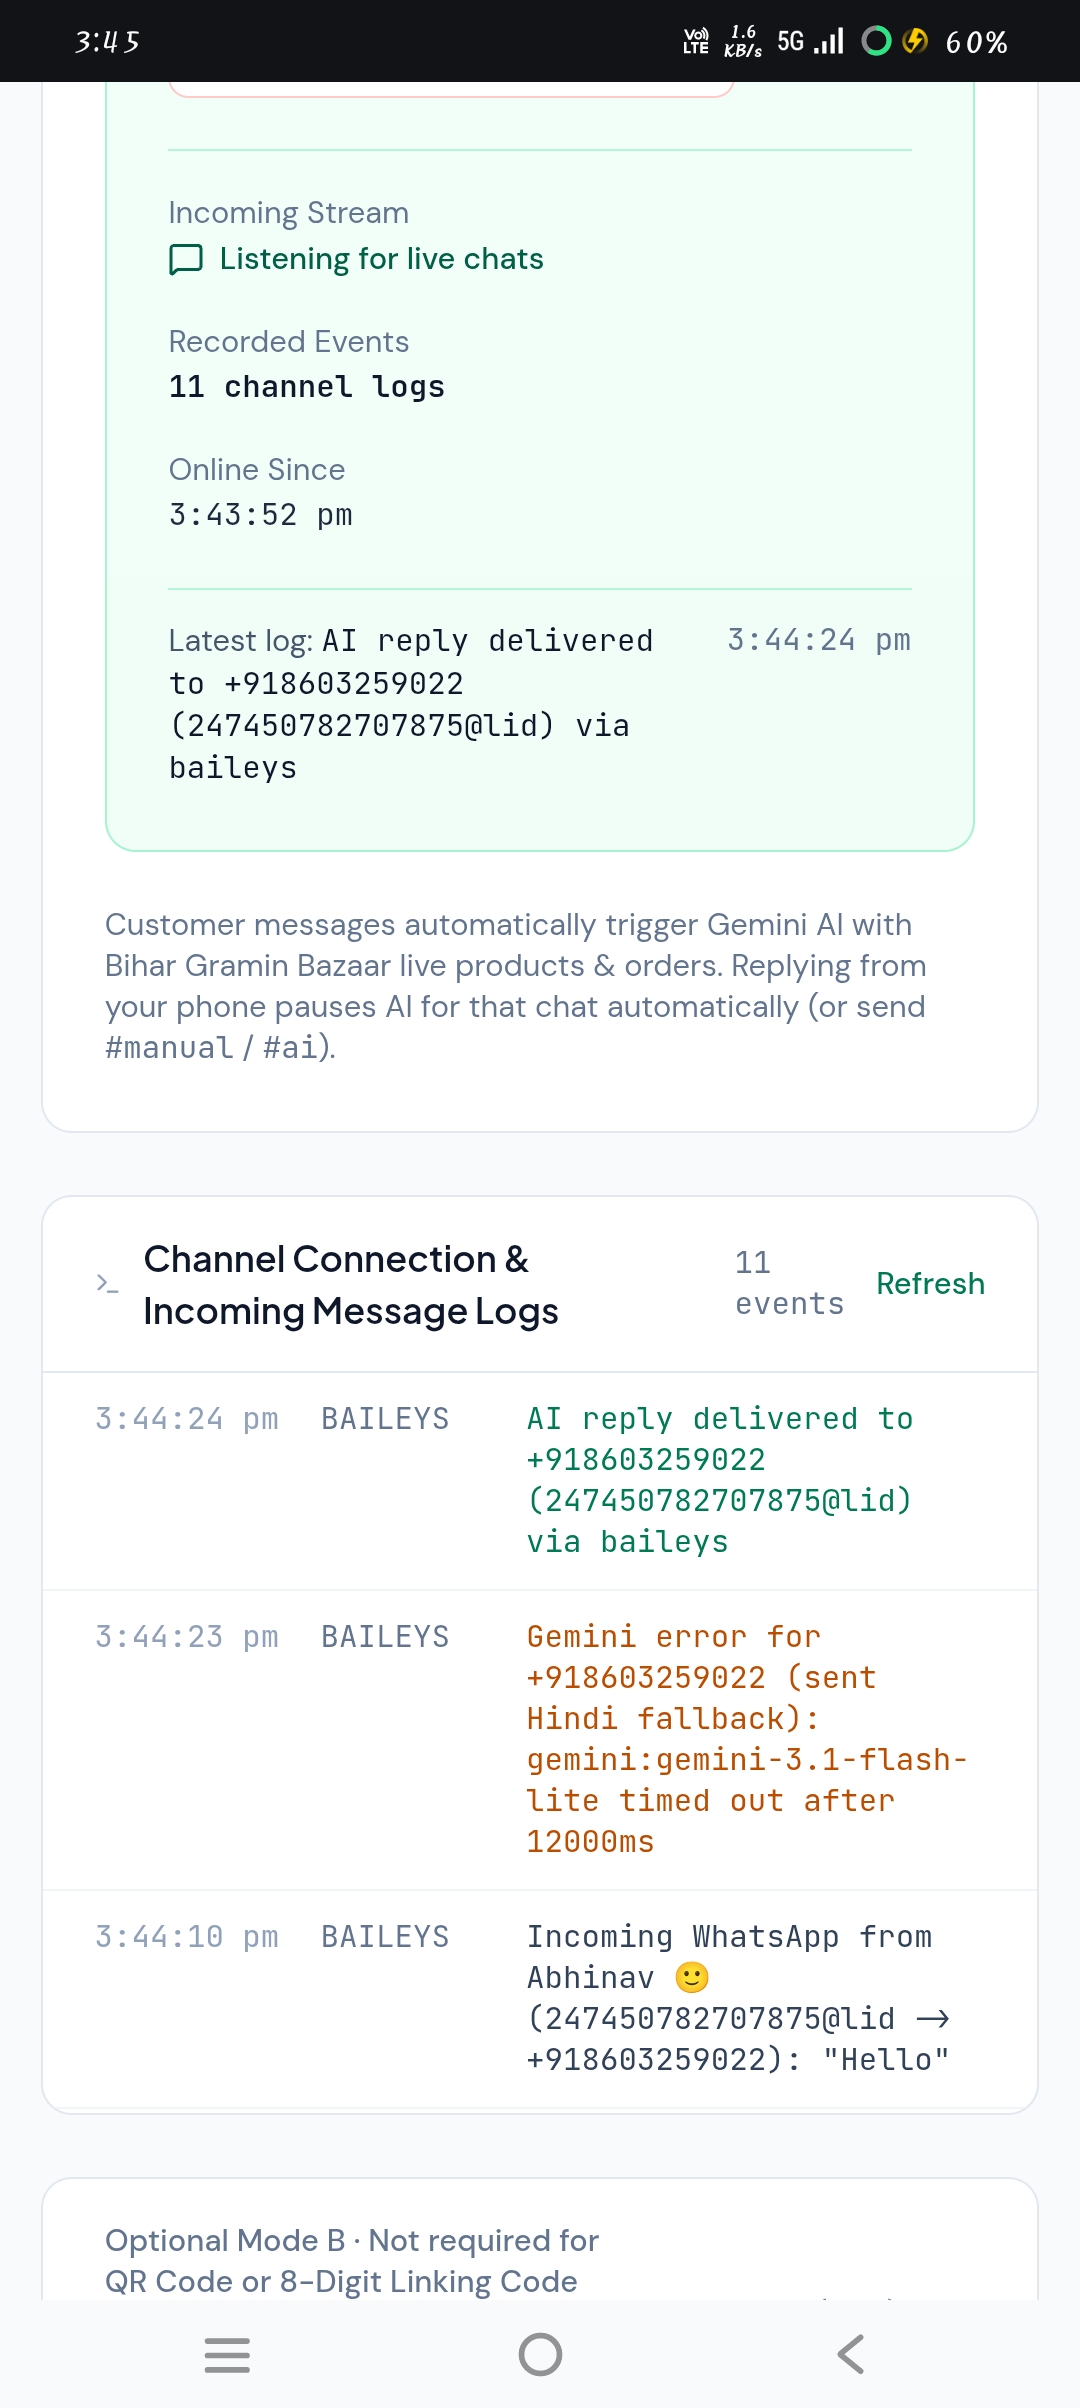 3:45
Vo)) LTE 1.6 KB/s 5G 60%
Incoming Stream
Listening for live chats
Recorded Events
11 channel logs
Online Since
3:43:52 pm
Latest log: AI reply delivered 3:44:24 pm
to +918603259022
(247450782707875@lid) via
baileys
Customer messages automatically trigger Gemini AI with
Bihar Gramin Bazaar live products & orders. Replying from
your phone pauses AI for that chat automatically (or send
#manual / #ai).
Channel Connection &
Incoming Message Logs
11
events
Refresh
3:44:24 pm BAILEYS AI reply delivered to
+918603259022
(247450782707875@lid)
via baileys
3:44:23 pm BAILEYS Gemini error for
+918603259022 (sent
Hindi fallback):
gemini:gemini-3.1-flash-
lite timed out after
12000ms
3:44:10 pm BAILEYS Incoming WhatsApp from
Abhinav 🙂
(247450782707875@lid →
+918603259022): "Hello"
Optional Mode B · Not required for
QR Code or 8-Digit Linking Code